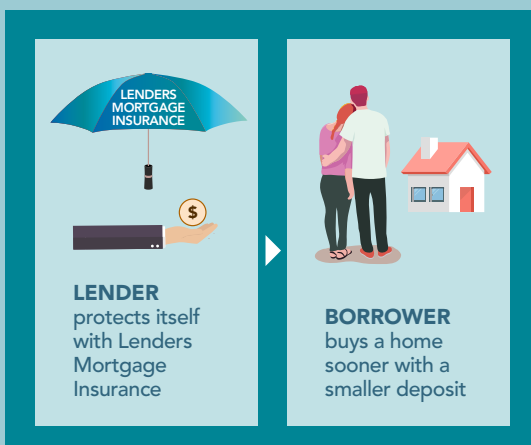 LENDERS
MORTGAGE
INSURANCE
$
LENDER
protects itself
with Lenders
Mortgage
Insurance
BORROWER
buys a home
sooner with a
smaller deposit